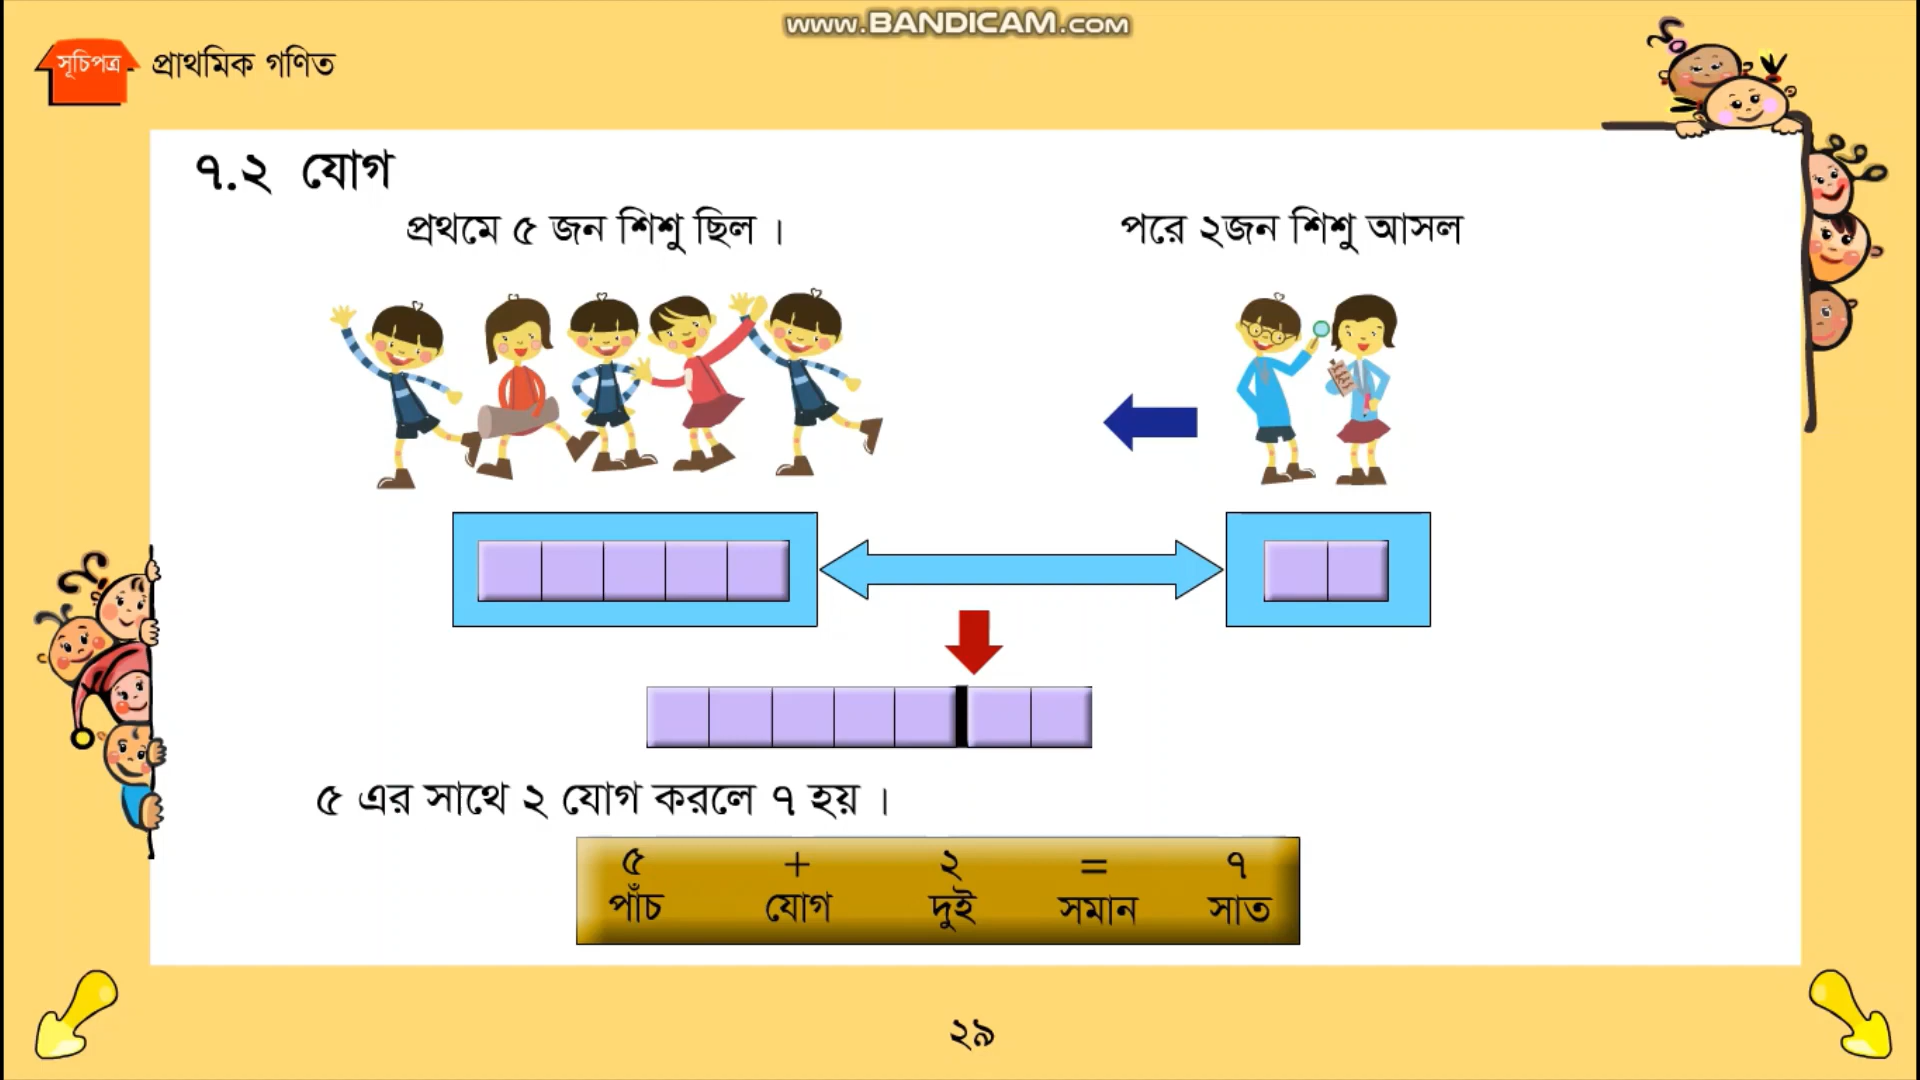 www.BANDICAM.com
সূচিপত্র প্রাথমিক গণিত
৭.২ যোগ
প্রথমে ৫ জন শিশু ছিল । পরে ২জন শিশু আসল
৫ এর সাথে ২ যোগ করলে ৭ হয় ।
৫ + ২ = ৭
পাঁচ যোগ দুই সমান সাত
২৯